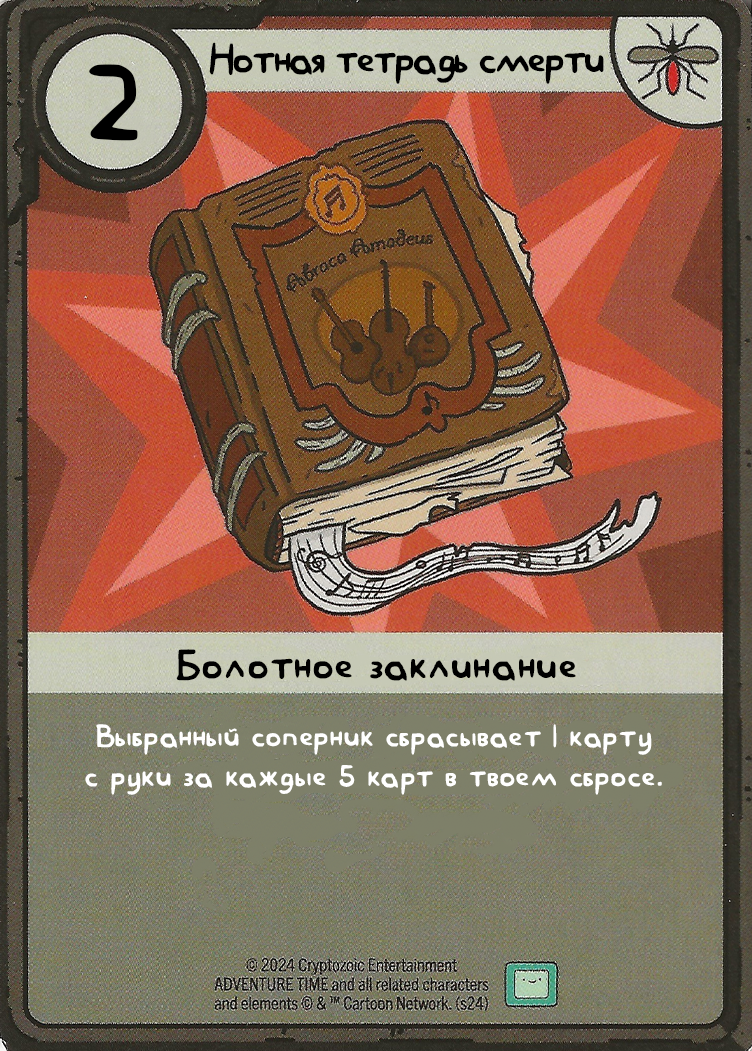 2
Нотная тетрадь смерти
Abraca Amadeus
Болотное заклинание
Выбранный соперник сбрасывает 1 карту
с руки за каждые 5 карт в твоем сбросе.
© 2024 Cryptozoic Entertainment
ADVENTURE TIME and all related characters
and elements © & ™ Cartoon Network. (s24)